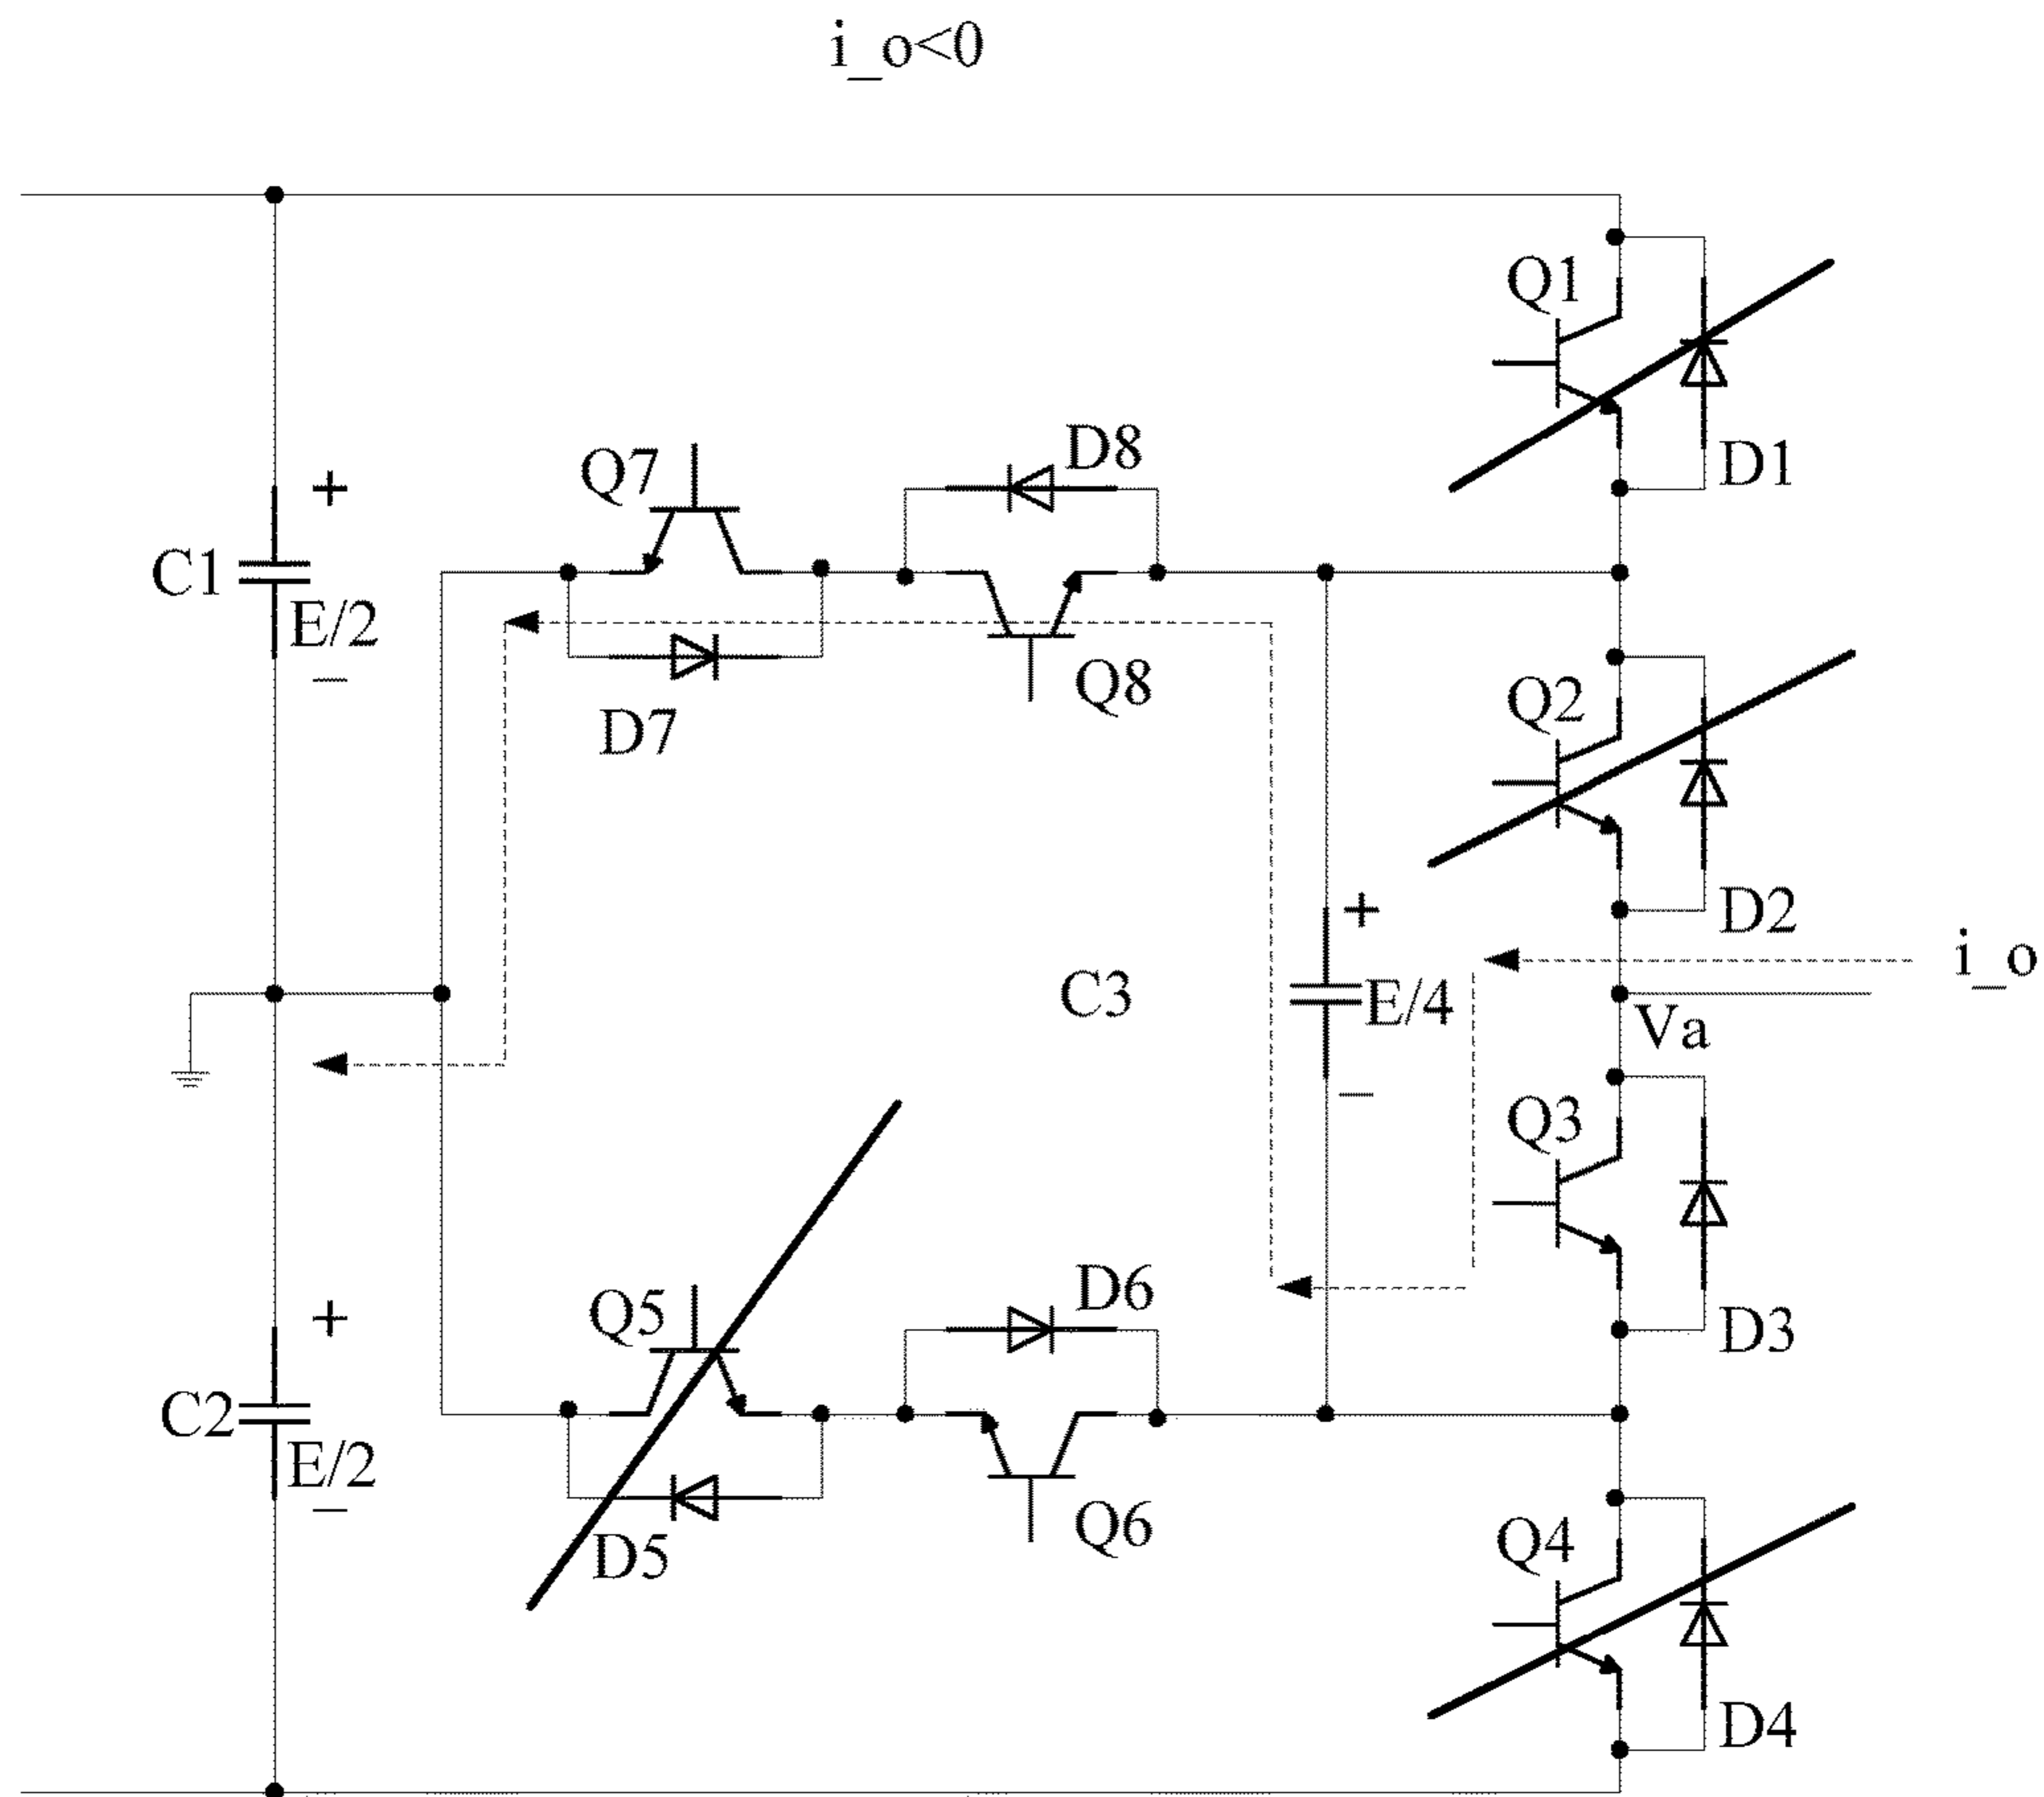 i_o<0
Q1
D1
Q7
D8
C1
+
E/2
–
D7
Q8
Q2
D2
+
C3
E/4
–
i_o
Va
Q3
D3
Q5
D6
+
C2
E/2
–
D5
Q6
Q4
D4